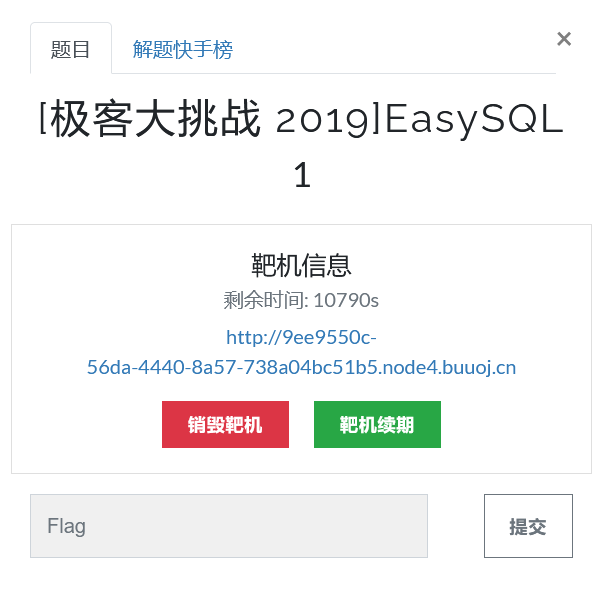 题目 解题快手榜 ×
[极客大挑战 2019]EasySQL
1
靶机信息
剩余时间: 10790s
http://9ee9550c-
56da-4440-8a57-738a04bc51b5.node4.buuoj.cn
销毁靶机 靶机续期
Flag 提交